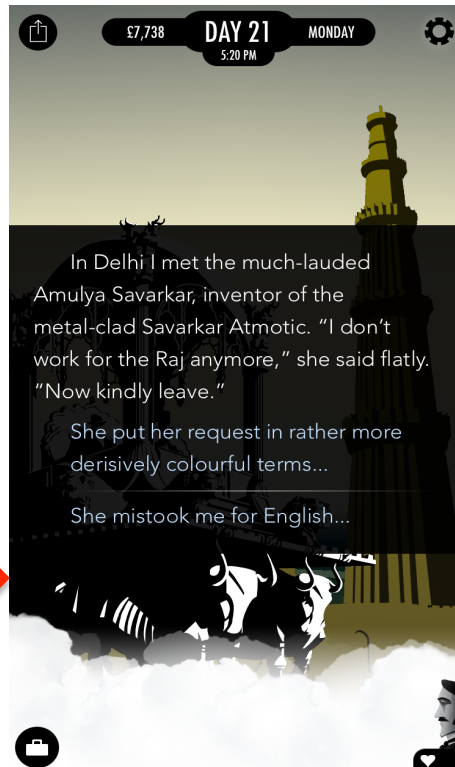 £7,738
DAY 21
MONDAY
5:20 PM
In Delhi I met the much-lauded
Amulya Savarkar, inventor of the
metal-clad Savarkar Atmotic. “I don’t
work for the Raj anymore,” she said flatly.
“Now kindly leave.”
She put her request in rather more
derisively colourful terms...
She mistook me for English...